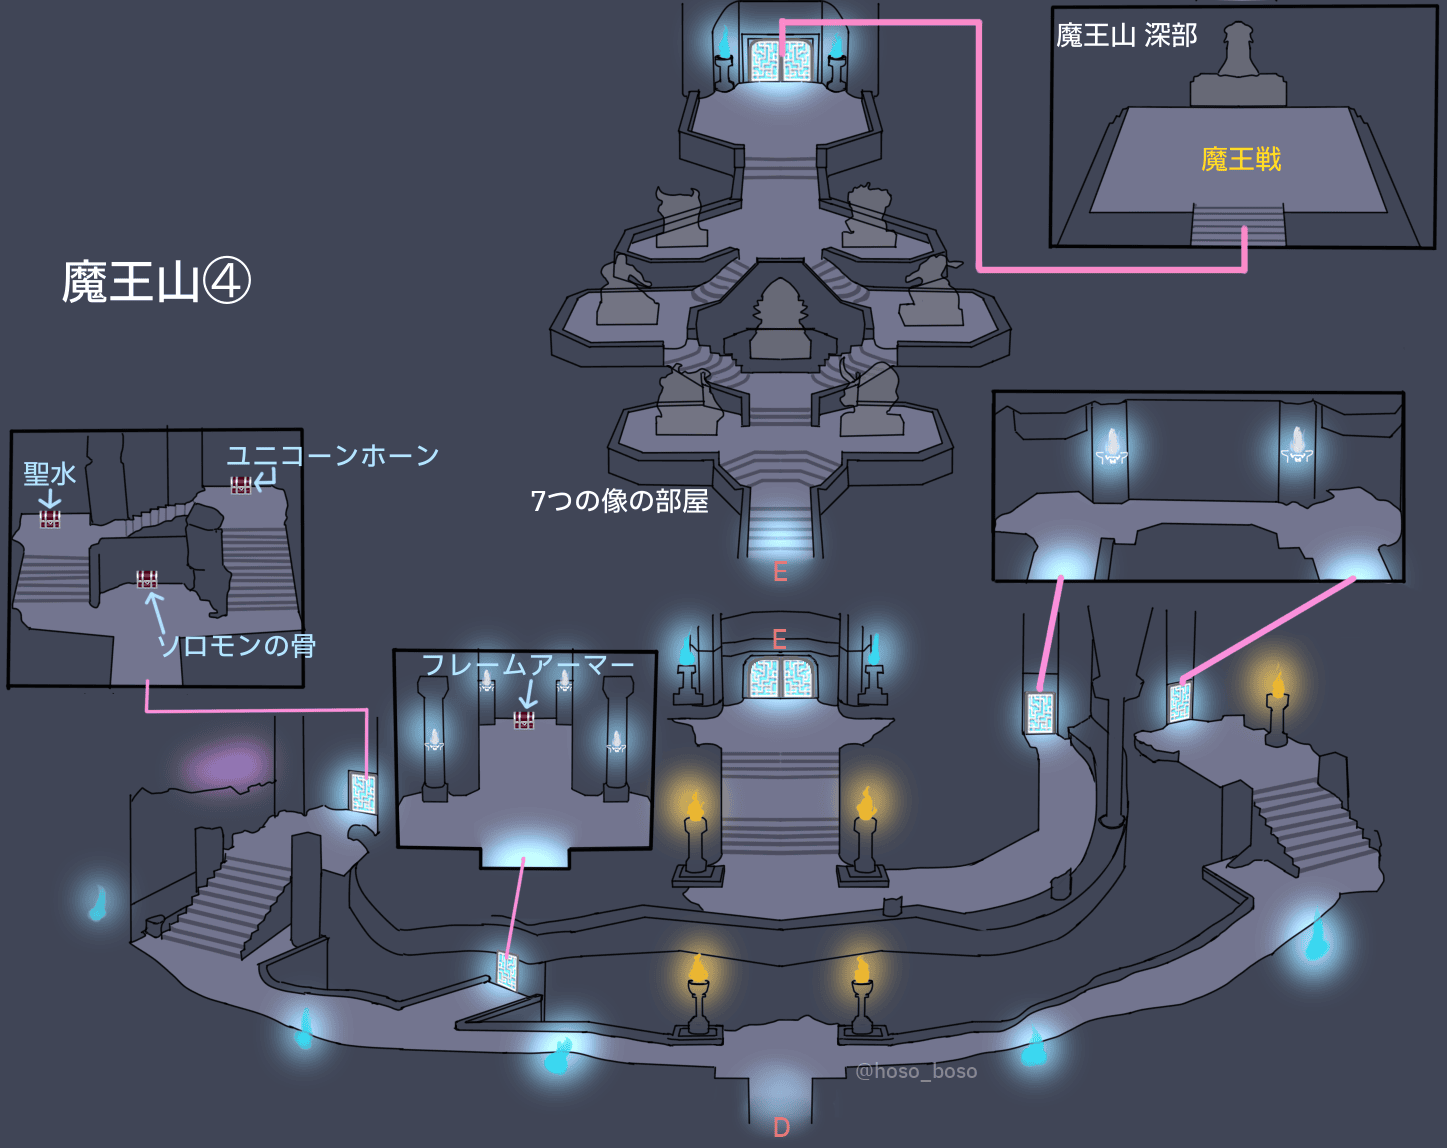 魔王山 深部
魔王戦
魔王山④
ユニコーンホーン
聖水
7つの像の部屋
E
E
ソロモンの骨
フレームアーマー
@hoso_boso
D